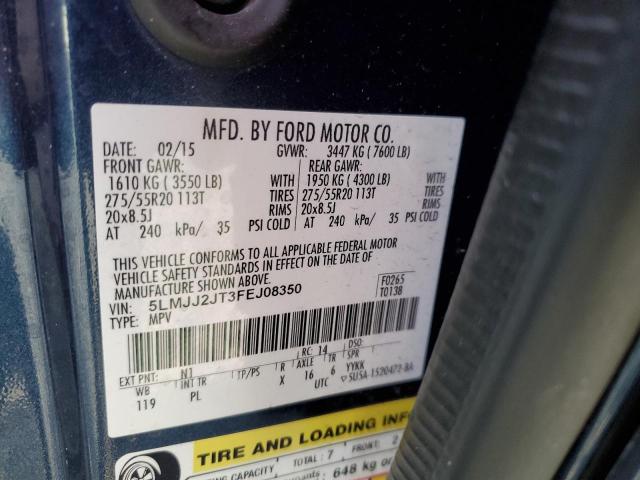 MFD. BY FORD MOTOR CO.
DATE: 02/15 GVWR: 3447 KG ( 7600 LB)
FRONT GAWR: REAR GAWR:
1610 KG ( 3550 LB) WITH 1950 KG ( 4300 LB) WITH
275/55R20 113T TIRES 275/55R20 113T TIRES
20x8.5J RIMS 20x8.5J RIMS
AT 240 kPa/ 35 PSI COLD AT 240 kPa/ 35 PSI COLD
THIS VEHICLE CONFORMS TO ALL APPLICABLE FEDERAL MOTOR
VEHICLE SAFETY STANDARDS IN EFFECT ON THE DATE OF
MANUFACTURE SHOWN ABOVE.
VIN: 5LMJJ2JT3FEJ08350 F0265
TYPE: MPV T0138
RC: 14 DSO:
EXT PNT: N1 AXLE TR SPR
WB INT TR TP/PS R X 16 6 YYKK
119 PL UTC ▽5U5A-1520472-BA
TIRE AND LOADING INFO
CAPACITY TOTAL : 7 FRONT: 2
648 kg or